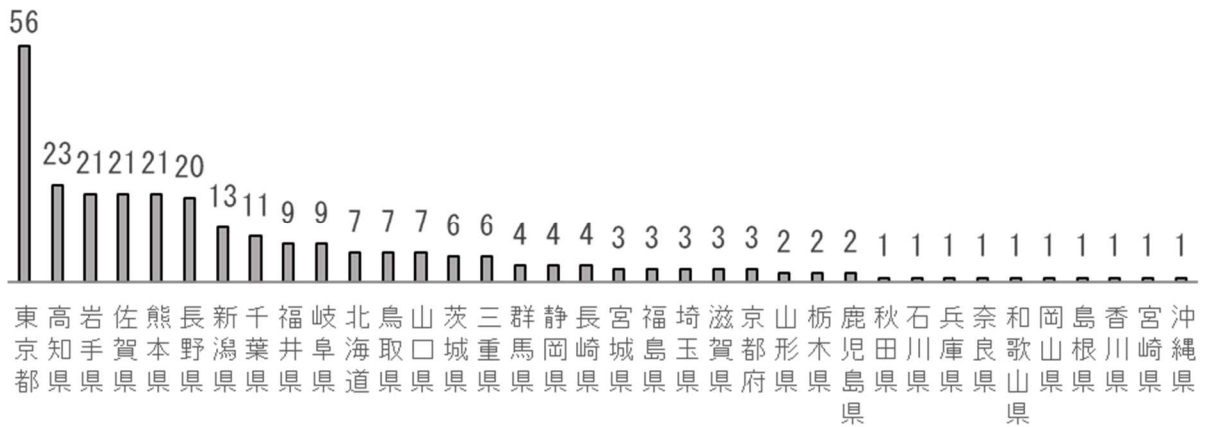 56
23
21
21
21
20
13
11
9
9
7
7
7
6
6
4
4
4
3
3
3
3
3
2
2
2
1
1
1
1
1
1
1
1
1
1
東京都
高知県
岩手県
佐賀県
熊本県
長野県
新潟県
千葉県
福井県
岐阜県
北海道
鳥取県
山口県
茨城県
三重県
群馬県
静岡県
長崎県
宮城県
福島県
埼玉県
滋賀県
京都府
山形県
栃木県
鹿児島県
秋田県
石川県
兵庫県
奈良県
和歌山県
岡山県
島根県
香川県
宮崎県
沖縄県